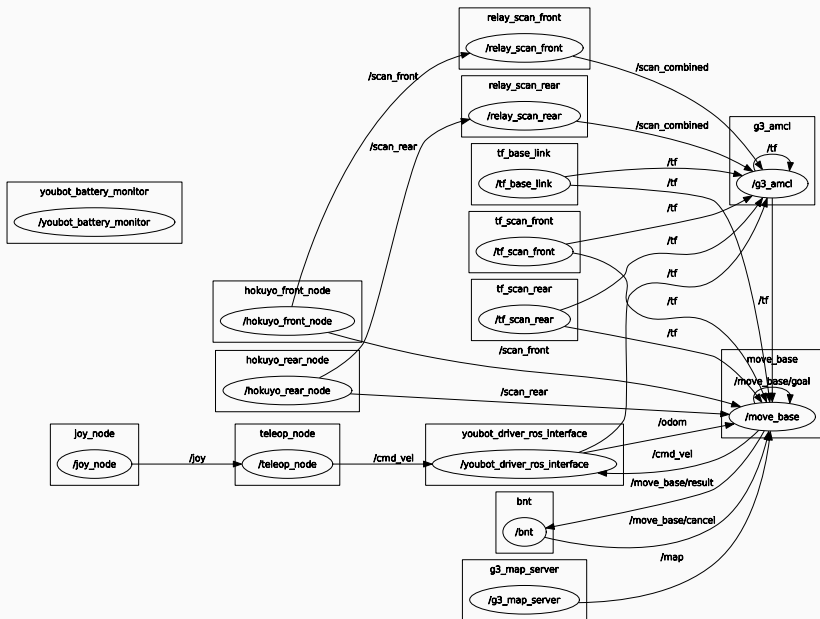 relay_scan_front
/relay_scan_front
/scan_front
/scan_combined
relay_scan_rear
/relay_scan_rear
/scan_rear
/scan_combined
g3_amcl
/tf
/g3_amcl
tf_base_link
/tf_base_link
/tf
/tf
youbot_battery_monitor
/youbot_battery_monitor
tf_scan_front
/tf_scan_front
/tf
/tf
hokuyo_front_node
/hokuyo_front_node
tf_scan_rear
/tf_scan_rear
/tf
/tf
/tf
/tf
hokuyo_rear_node
/hokuyo_rear_node
/scan_front
/scan_rear
move_base
/move_base/goal
/move_base
joy_node
/joy_node
/joy
teleop_node
/teleop_node
/cmd_vel
youbot_driver_ros_interface
/youbot_driver_ros_interface
/odom
/cmd_vel
/move_base/result
bnt
/bnt
/move_base/cancel
/map
g3_map_server
/g3_map_server